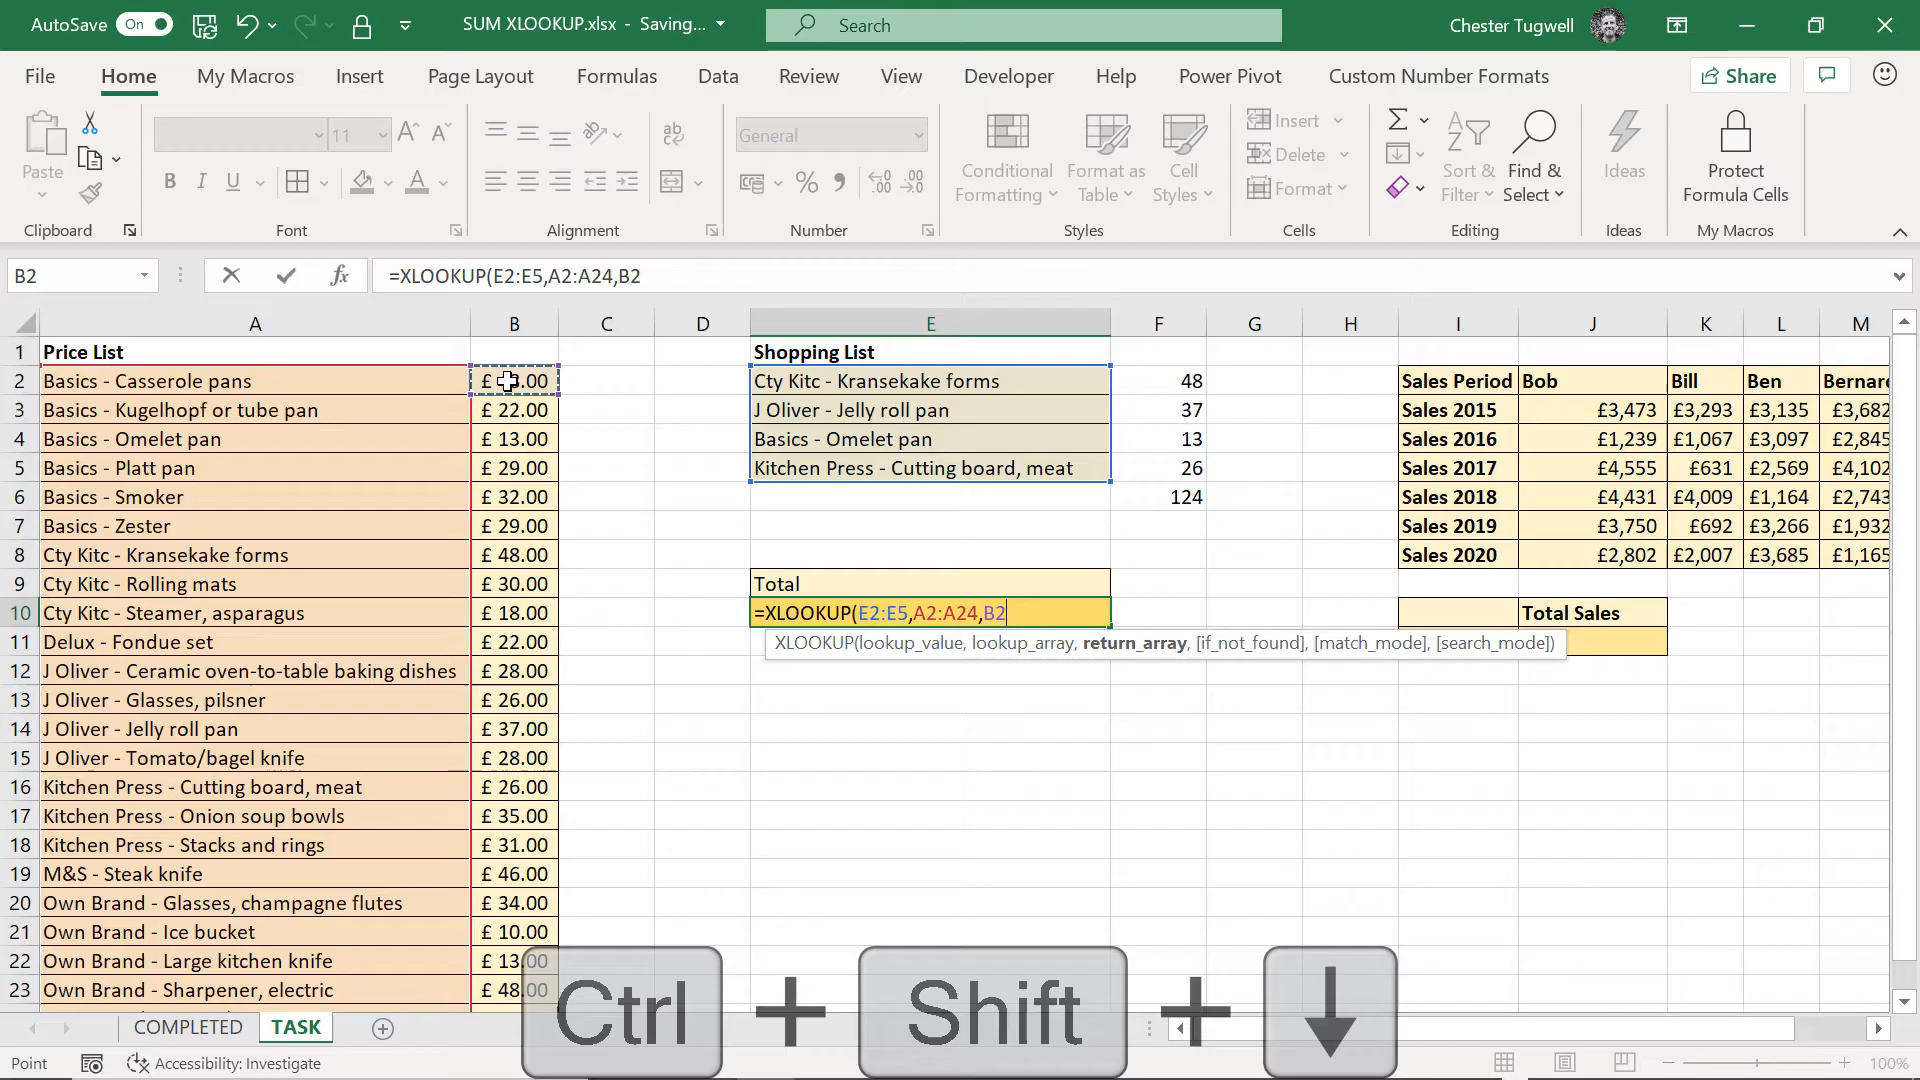 AutoSave On SUM XLOOKUP.xlsx - Saving... Search Chester Tugwell
File Home My Macros Insert Page Layout Formulas Data Review View Developer Help Power Pivot Custom Number Formats Share
Paste 11 General Conditional Formatting Format as Table Cell Styles Insert Delete Format Sort & Filter Find & Select Ideas Protect Formula Cells
Clipboard Font Alignment Number Styles Cells Editing Ideas My Macros
B2 fx =XLOOKUP(E2:E5,A2:A24,B2
A B C D E F G H I J K L M
1 Price List Shopping List
2 Basics - Casserole pans £ Cty Kitc - Kransekake forms 48 Sales Period Bob Bill Ben Bernard
3 Basics - Kugelhopf or tube pan £ 22.00 J Oliver - Jelly roll pan 37 Sales 2015 £3,473 £3,293 £3,135 £3,682
4 Basics - Omelet pan £ 13.00 Basics - Omelet pan 13 Sales 2016 £1,239 £1,067 £3,097 £2,845
5 Basics - Platt pan £ 29.00 Kitchen Press - Cutting board, meat 26 Sales 2017 £4,555 £631 £2,569 £4,102
6 Basics - Smoker £ 32.00 124 Sales 2018 £4,431 £4,009 £1,164 £2,743
7 Basics - Zester £ 29.00 Sales 2019 £3,750 £692 £3,266 £1,932
8 Cty Kitc - Kransekake forms £ 48.00 Sales 2020 £2,802 £2,007 £3,685 £1,165
9 Cty Kitc - Rolling mats £ 30.00 Total
10 Cty Kitc - Steamer, asparagus £ 18.00 =XLOOKUP(E2:E5,A2:A24,B2 Total Sales
11 Delux - Fondue set £ 22.00 XLOOKUP(lookup_value, lookup_array, return_array, [if_not_found], [match_mode], [search_mode])
12 J Oliver - Ceramic oven-to-table baking dishes £ 28.00
13 J Oliver - Glasses, pilsner £ 26.00
14 J Oliver - Jelly roll pan £ 37.00
15 J Oliver - Tomato/bagel knife £ 28.00
16 Kitchen Press - Cutting board, meat £ 26.00
17 Kitchen Press - Onion soup bowls £ 35.00
18 Kitchen Press - Stacks and rings £ 31.00
19 M&S - Steak knife £ 46.00
20 Own Brand - Glasses, champagne flutes £ 34.00
21 Own Brand - Ice bucket £ 10.00
22 Own Brand - Large kitchen knife £ 13.00
23 Own Brand - Sharpener, electric £ 48.00
Ctrl + Shift + ↓
COMPLETED TASK
Point Accessibility: Investigate 100%